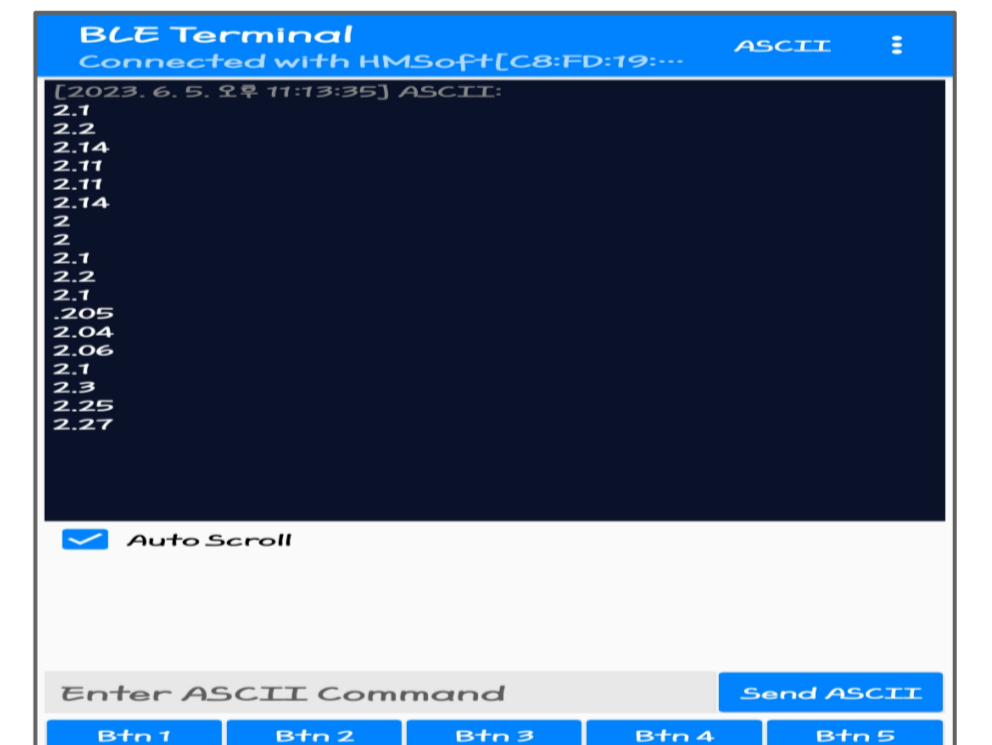 BLE Terminal
ASCII
Connected with HMSoft[C8:FD:19:...
[2023. 6. 5. 오후 11:13:35] ASCII:
2.1
2.2
2.14
2.11
2.11
2.14
2
2
2.1
2.2
2.1
.205
2.04
2.06
2.1
2.3
2.25
2.27
Auto Scroll
Enter ASCII Command
Send ASCII
Btn 1
Btn 2
Btn 3
Btn 4
Btn 5